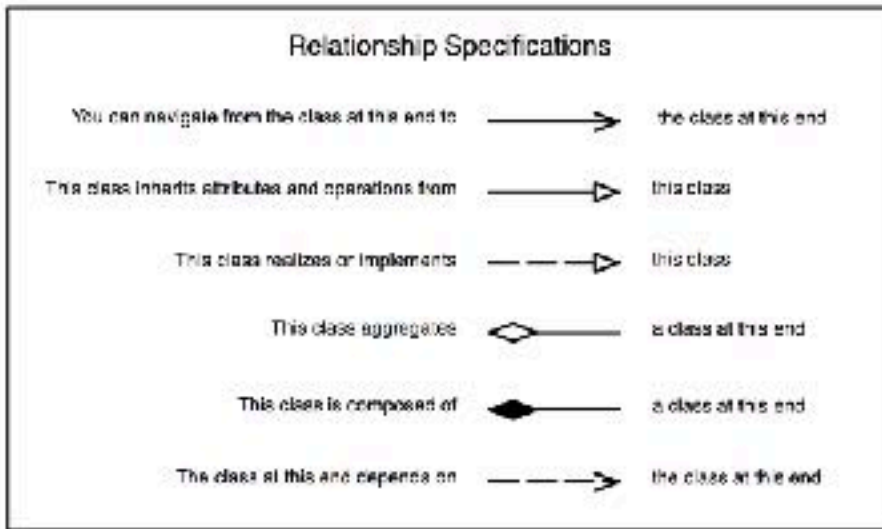 Relationship Specifications
You can navigate from the class at this end to the class at this end
This class inherits attributes and operations from this class
This class realizes or implements this class
This class aggregates a class at this end
This class is composed of a class at this end
The class at this end depends on the class at this end